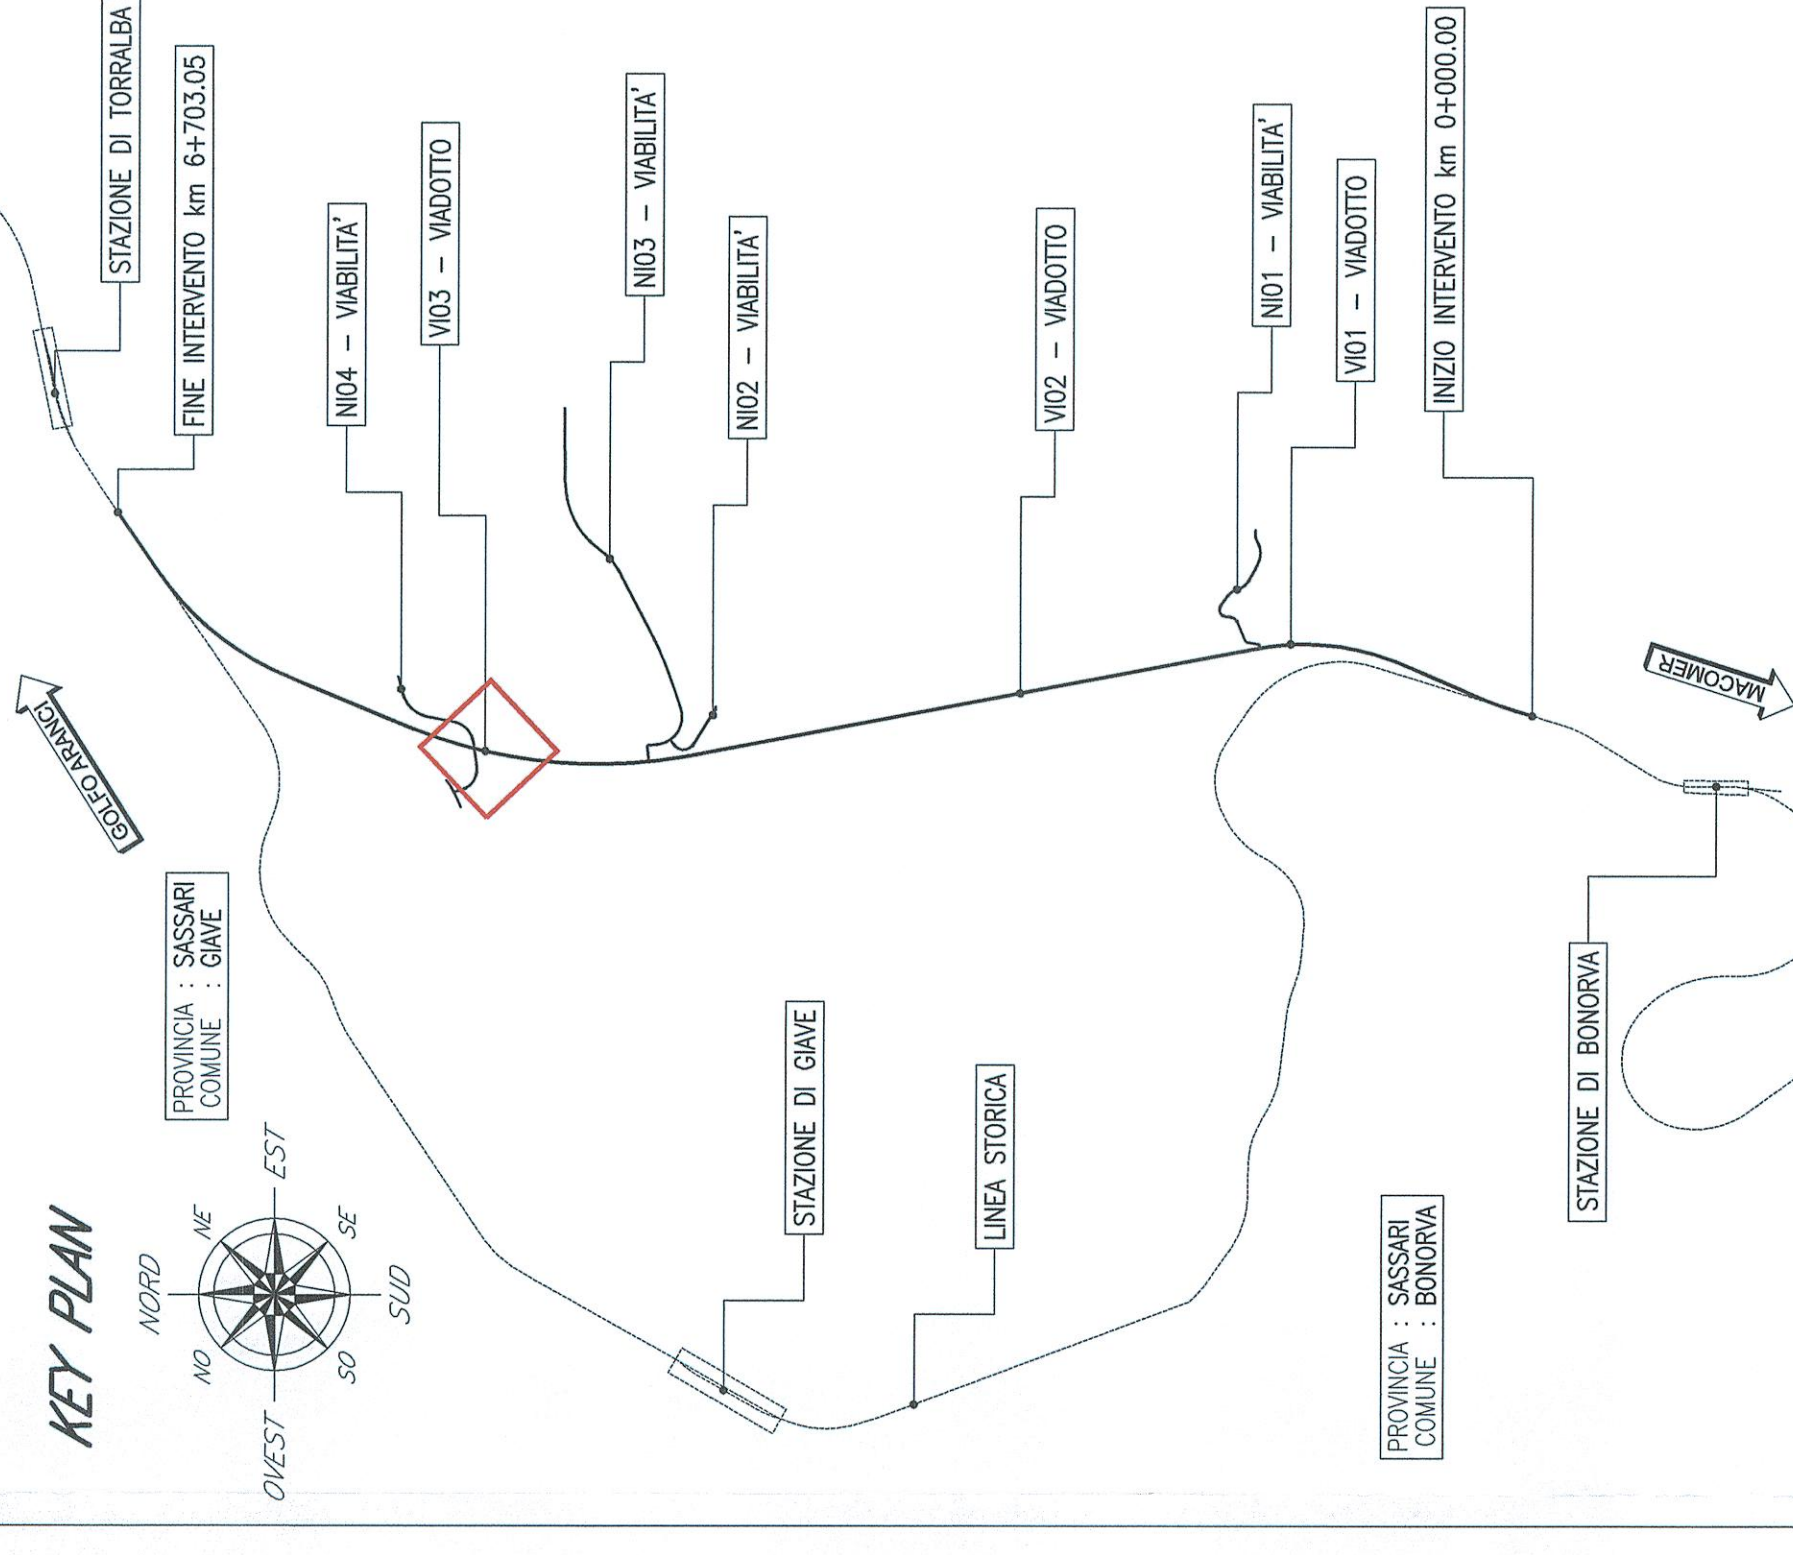 KEY PLAN
NORD
NE
EST
SE
SUD
SO
OVEST
NO
GOLFO ARANCI
PROVINCIA : SASSARI
COMUNE : GIAVE
STAZIONE DI TORRALBA
FINE INTERVENTO km 6+703.05
NI04 - VIABILITA'
VI03 - VIADOTTO
NI03 - VIABILITA'
NI02 - VIABILITA'
VI02 - VIADOTTO
NI01 - VIABILITA'
VI01 - VIADOTTO
INIZIO INTERVENTO km 0+000.00
MACOMER
STAZIONE DI GIAVE
LINEA STORICA
STAZIONE DI BONORVA
PROVINCIA : SASSARI
COMUNE : BONORVA